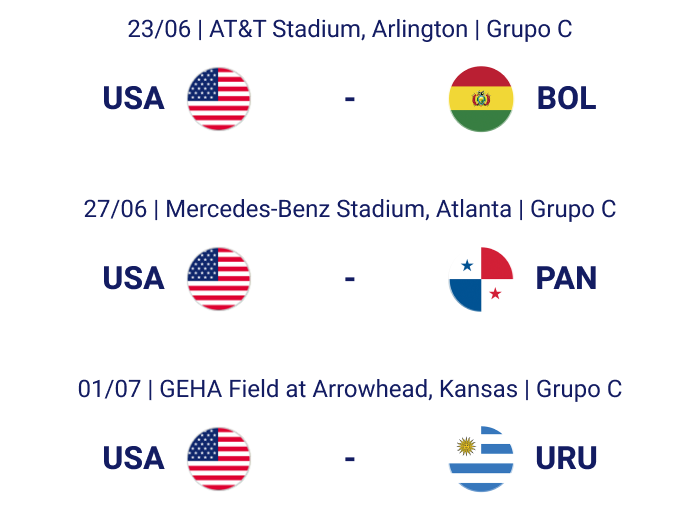 23/06 | AT&T Stadium, Arlington | Grupo C
USA - BOL
27/06 | Mercedes-Benz Stadium, Atlanta | Grupo C
USA - PAN
01/07 | GEHA Field at Arrowhead, Kansas | Grupo C
USA - URU